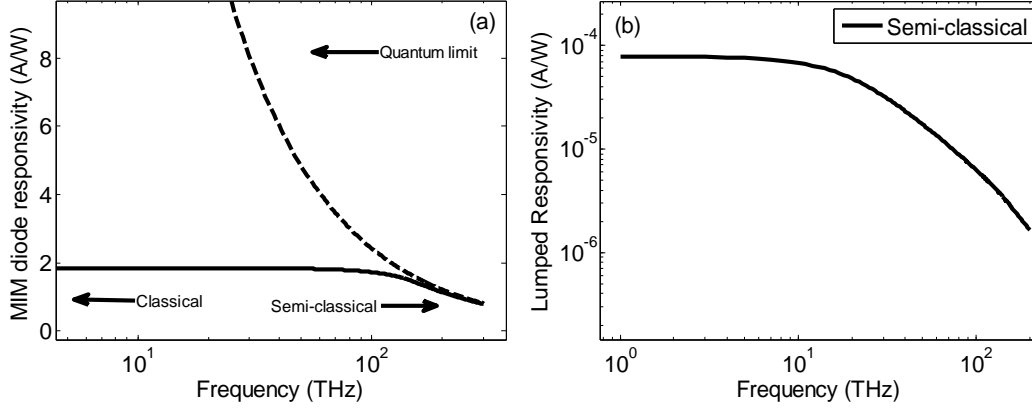 (a)
8
6
4
2
0
MIM diode responsivity (A/W)
Quantum limit
Classical
Semi-classical
10¹
10²
Frequency (THz)
(b)
Semi-classical
10⁻⁴
10⁻⁵
10⁻⁶
Lumped Responsivity (A/W)
10⁰
10¹
10²
Frequency (THz)